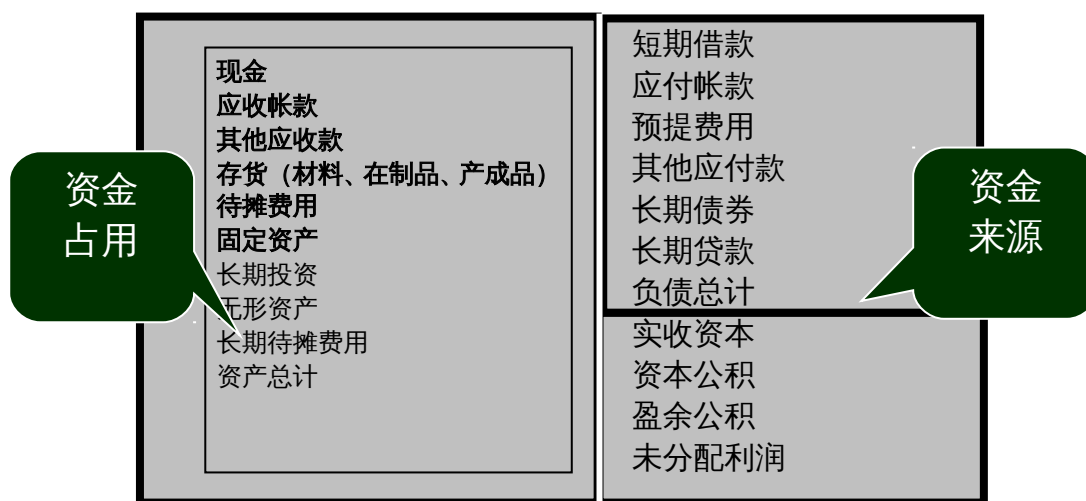 资金
占用
现金
应收帐款
其他应收款
存货（材料、在制品、产成品）
待摊费用
固定资产
长期投资
无形资产
长期待摊费用
资产总计
短期借款
应付帐款
预提费用
其他应付款
长期债券
长期贷款
负债总计
实收资本
资本公积
盈余公积
未分配利润
资金
来源